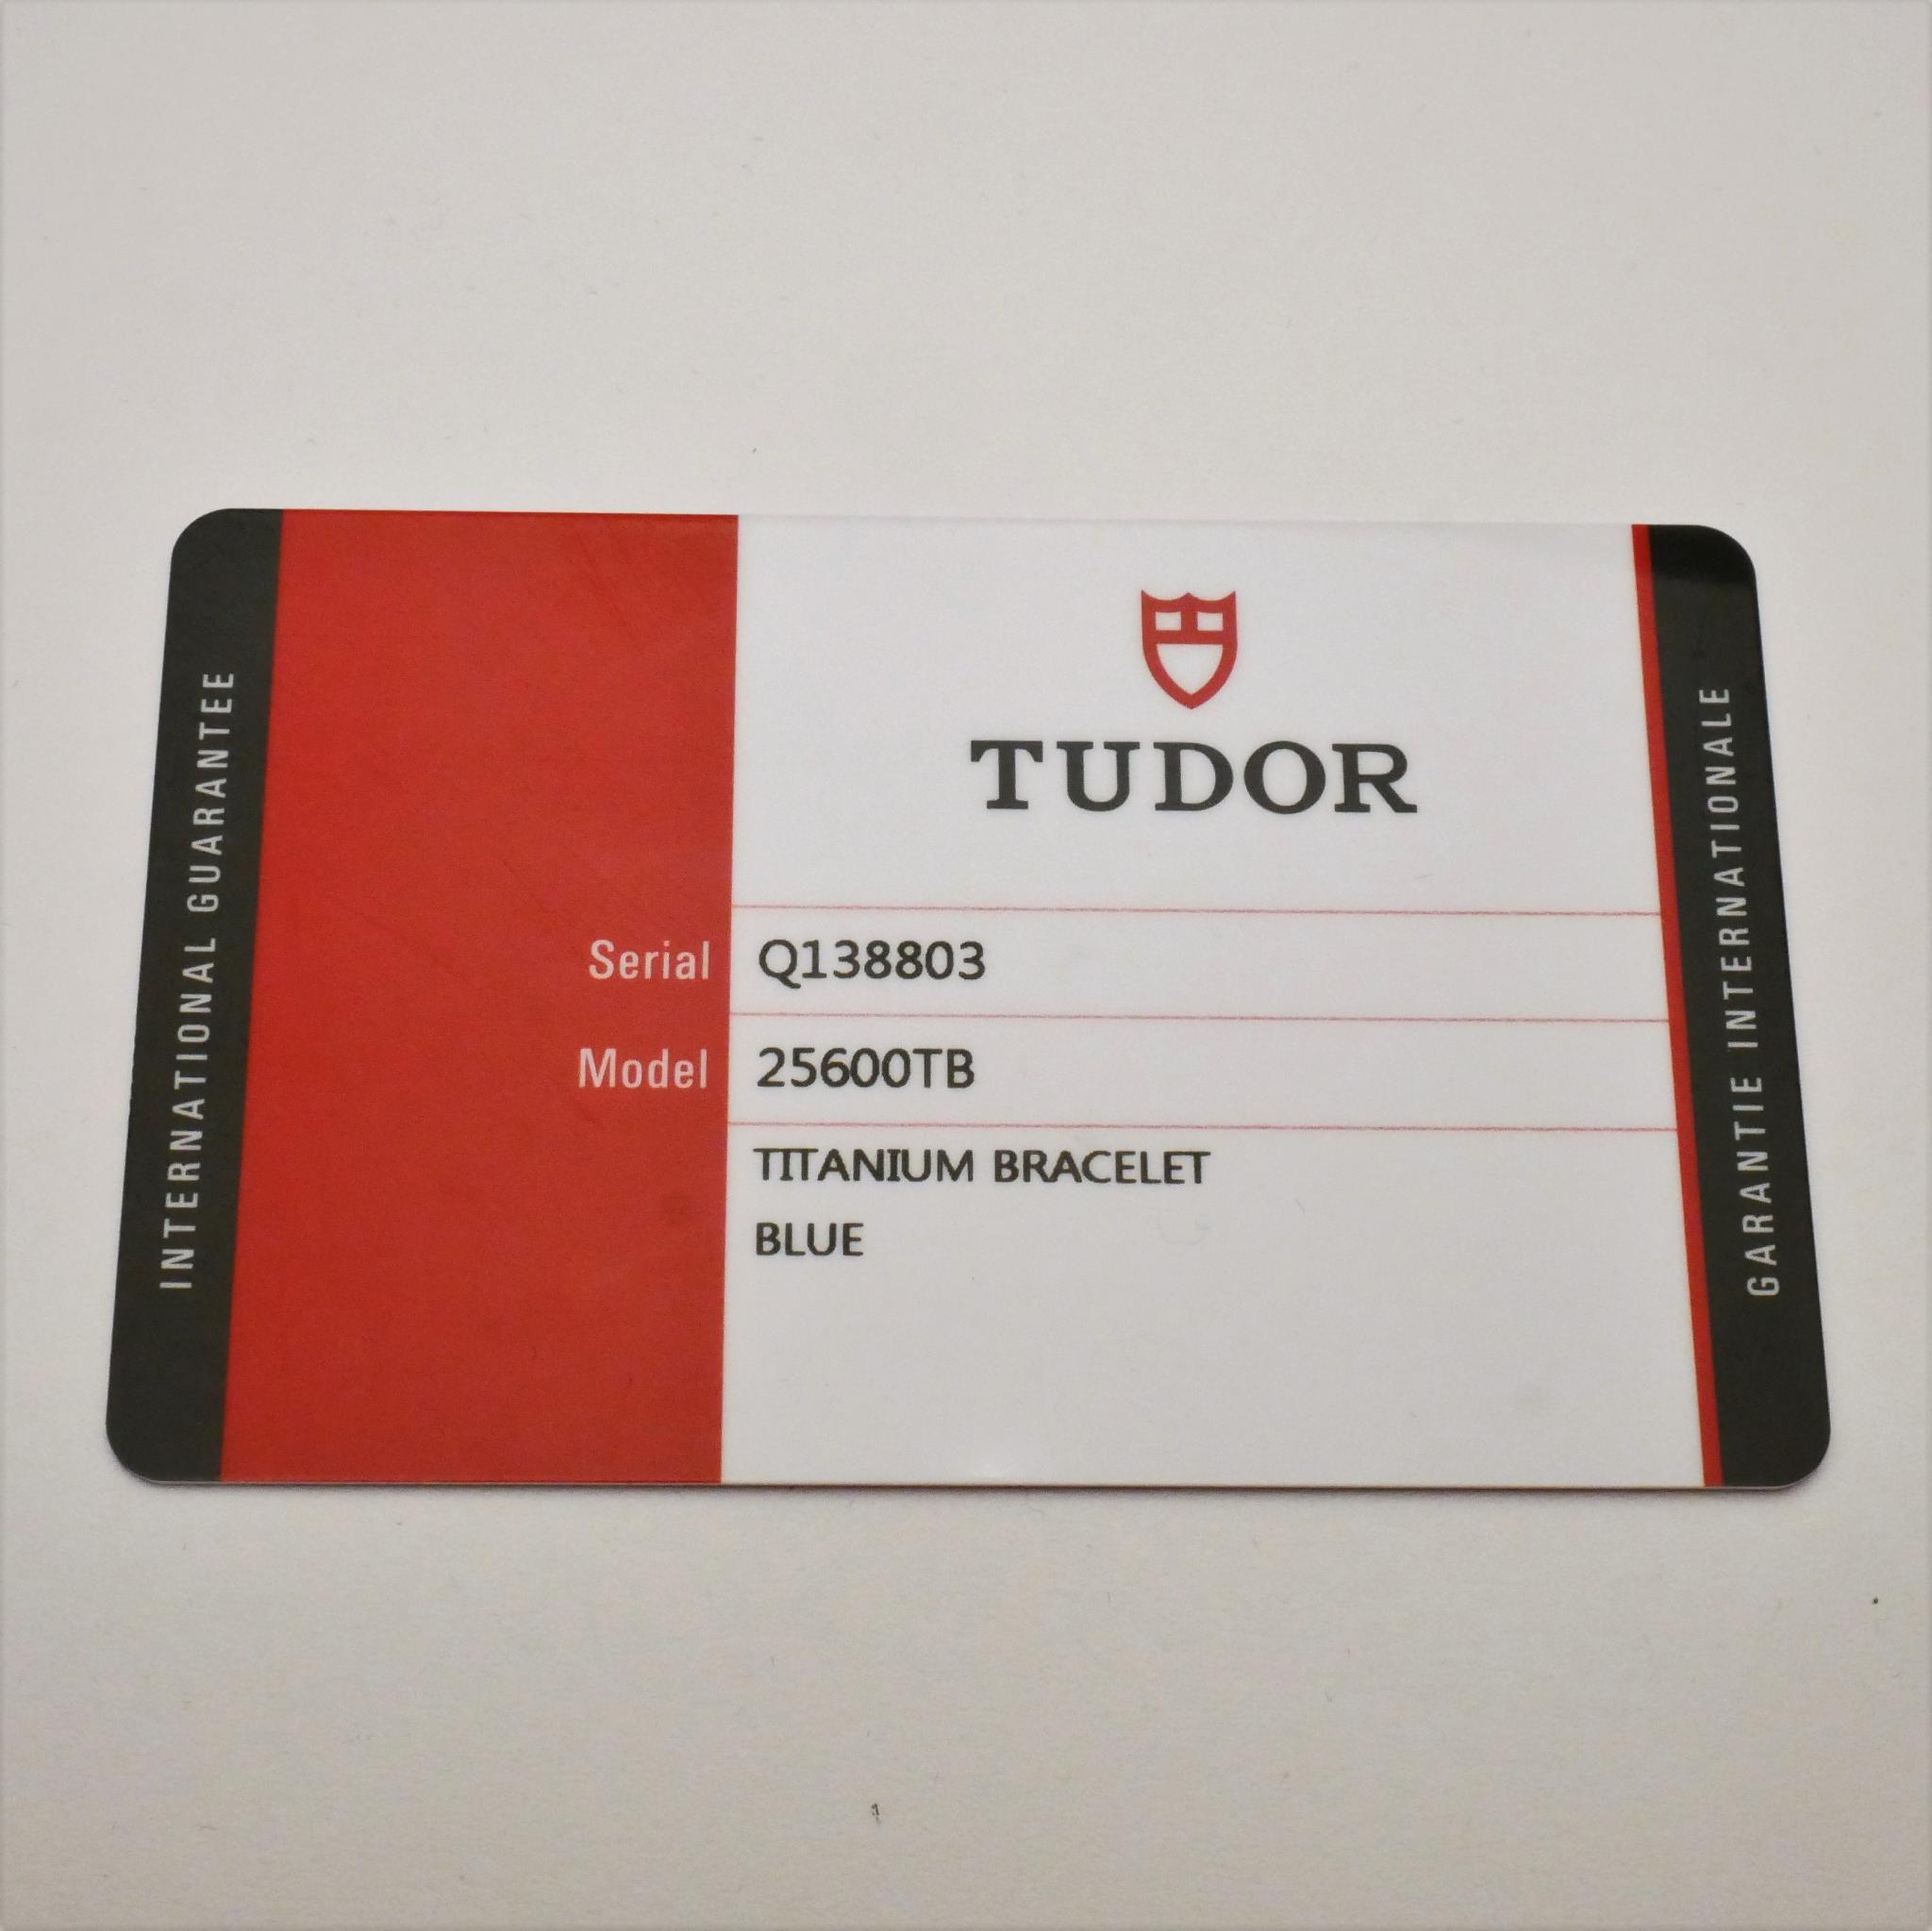 INTERNATIONAL GUARANTEE
TUDOR
Serial Q138803
Model 25600TB
TITANIUM BRACELET
BLUE
GARANTIE INTERNATIONALE